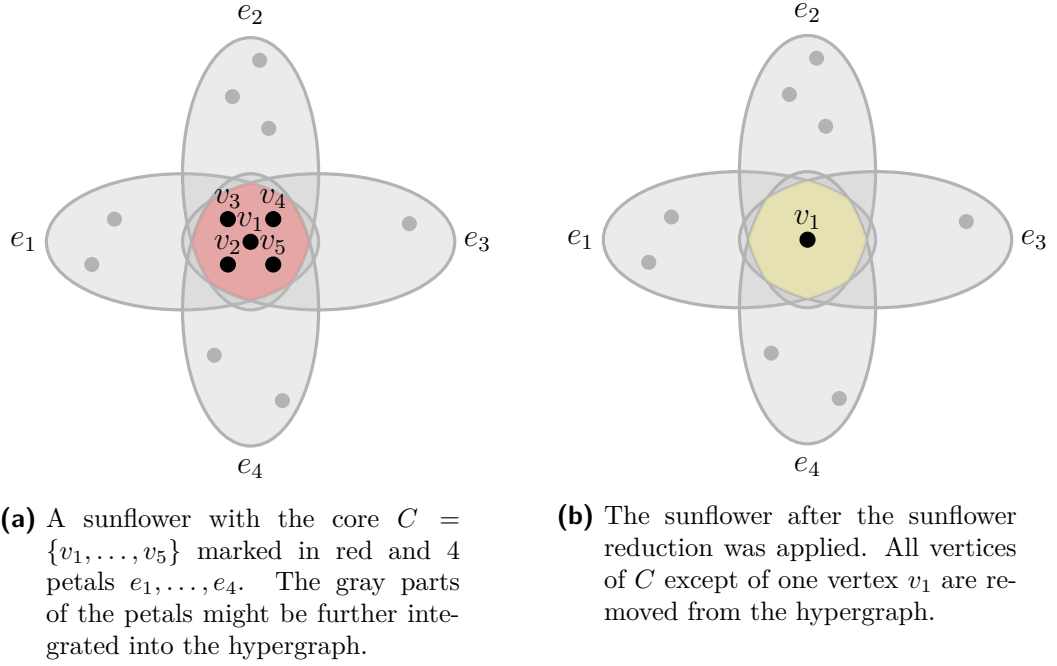 e2
e1
v3 v4
v1
v2 v5
e3
e4
(a) A sunflower with the core C =
{v1, . . . , v5} marked in red and 4
petals e1, . . . , e4. The gray parts
of the petals might be further inte-
grated into the hypergraph.
e2
e1
v1
e3
e4
(b) The sunflower after the sunflower
reduction was applied. All vertices
of C except of one vertex v1 are re-
moved from the hypergraph.